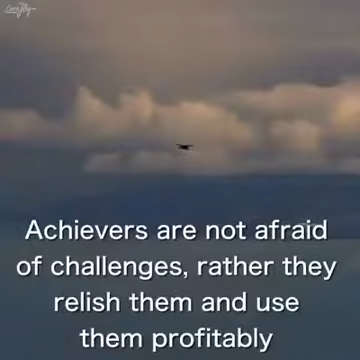 Achievers are not afraid
of challenges, rather they
relish them and use
them profitably